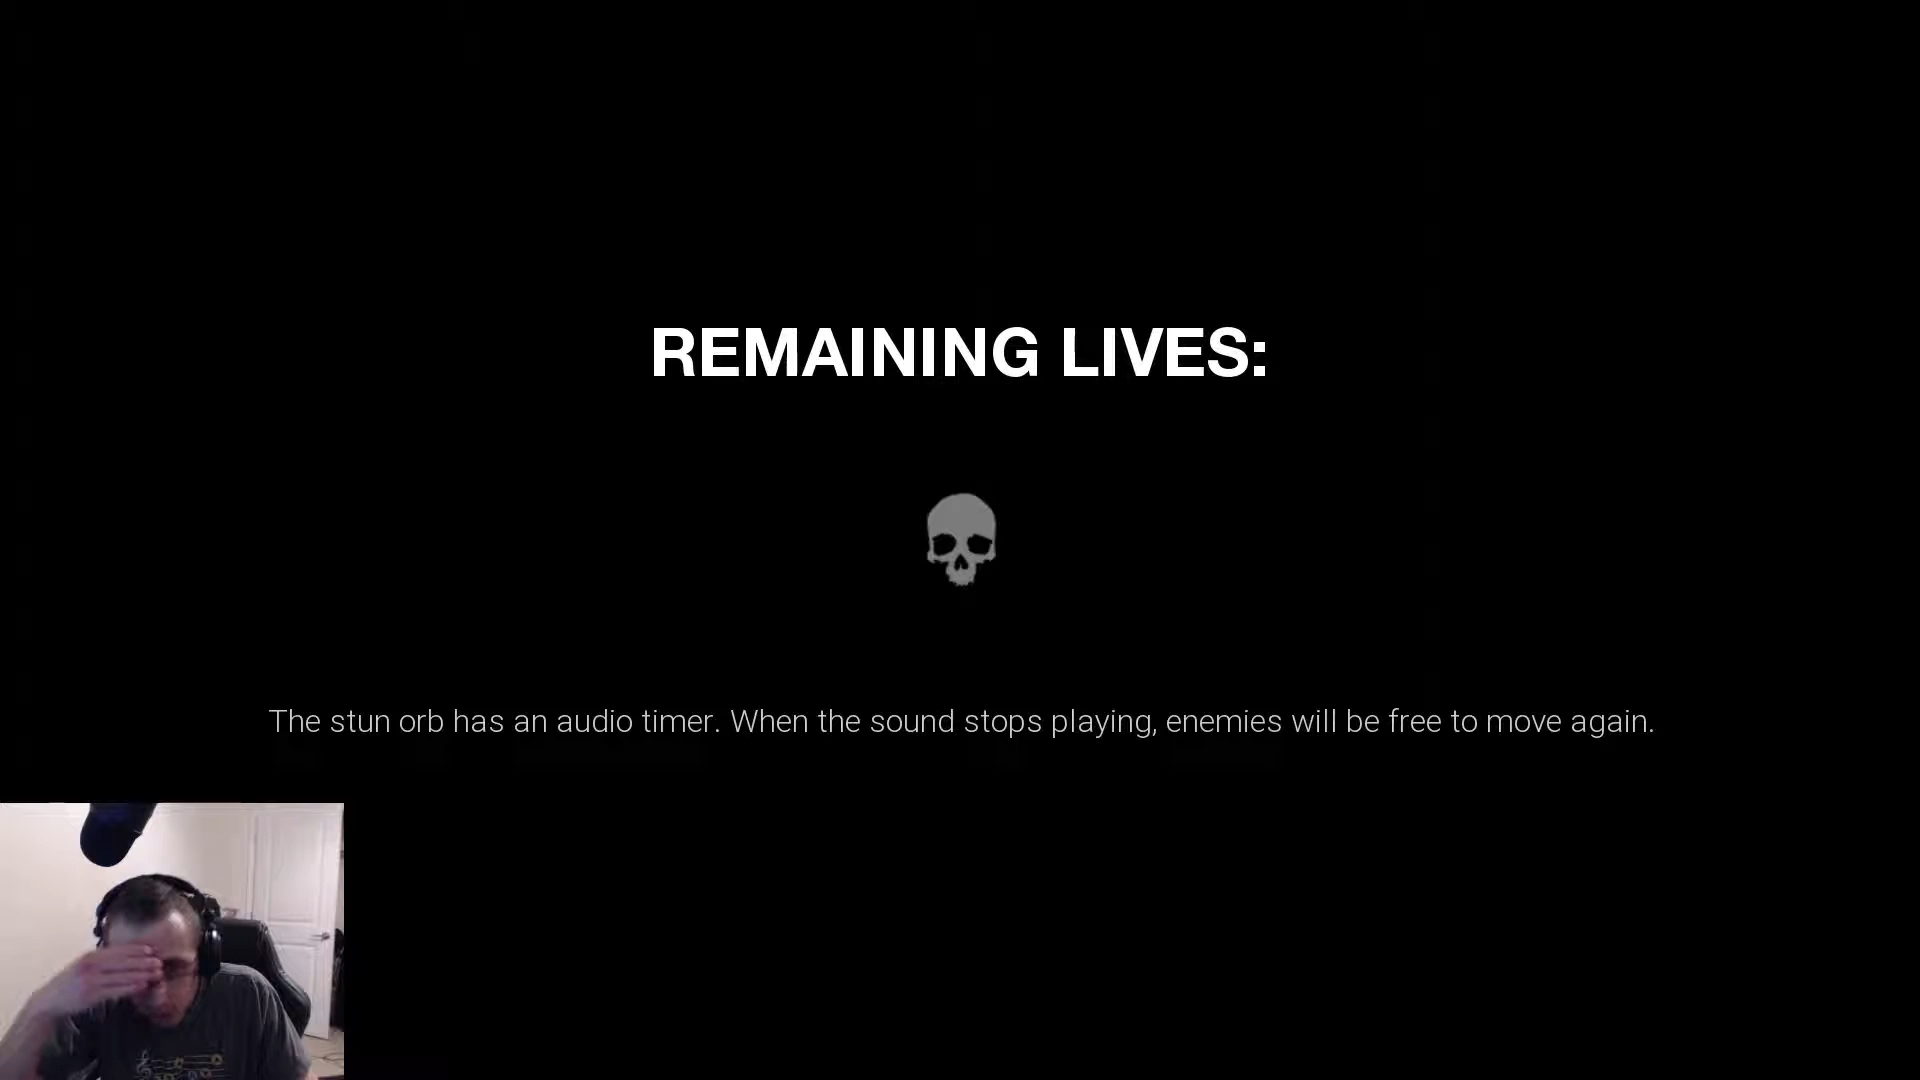 REMAINING LIVES:
The stun orb has an audio timer. When the sound stops playing, enemies will be free to move again.